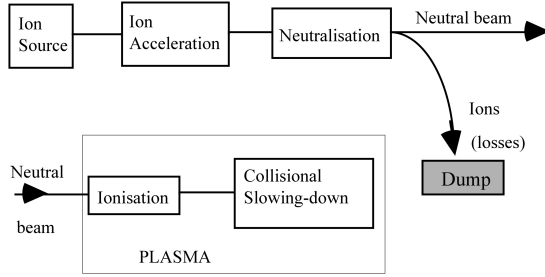 Ion
Source
Ion
Acceleration
Neutralisation
Neutral beam
Ions
(losses)
Dump
Neutral
beam
Ionisation
Collisional
Slowing-down
PLASMA